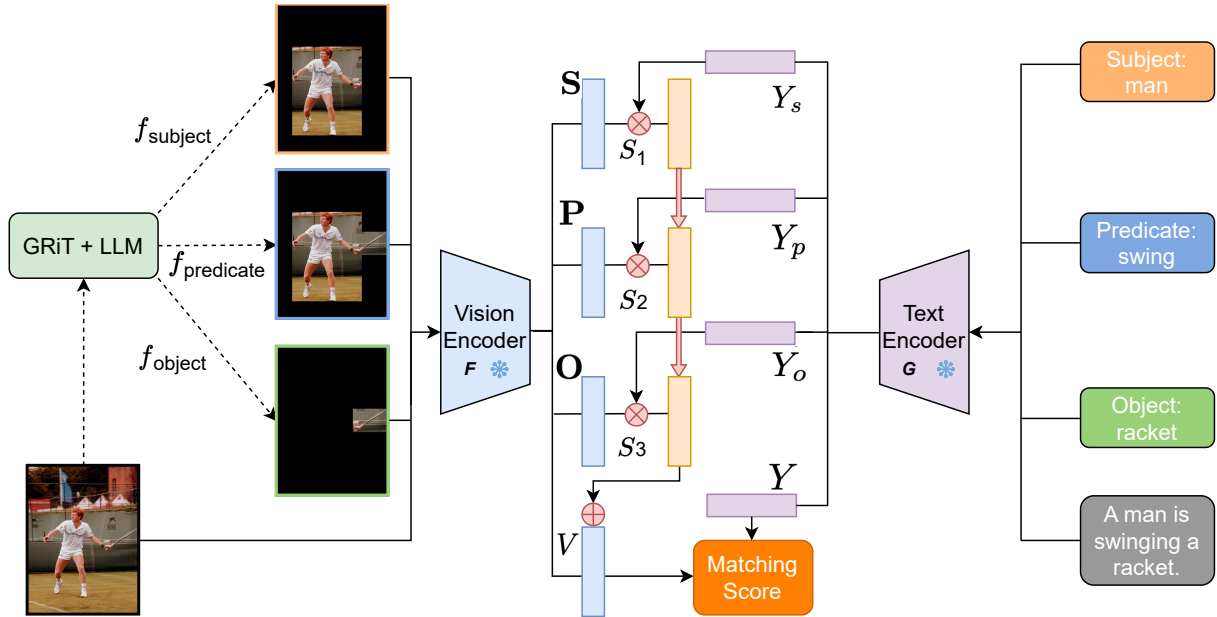 GRiT + LLM
f_subject
f_predicate
f_object
Vision
Encoder
F
S
P
O
V
S_1
S_2
S_3
Y_s
Y_p
Y_o
Y
Matching
Score
Text
Encoder
G
Subject:
man
Predicate:
swing
Object:
racket
A man is
swinging a
racket.